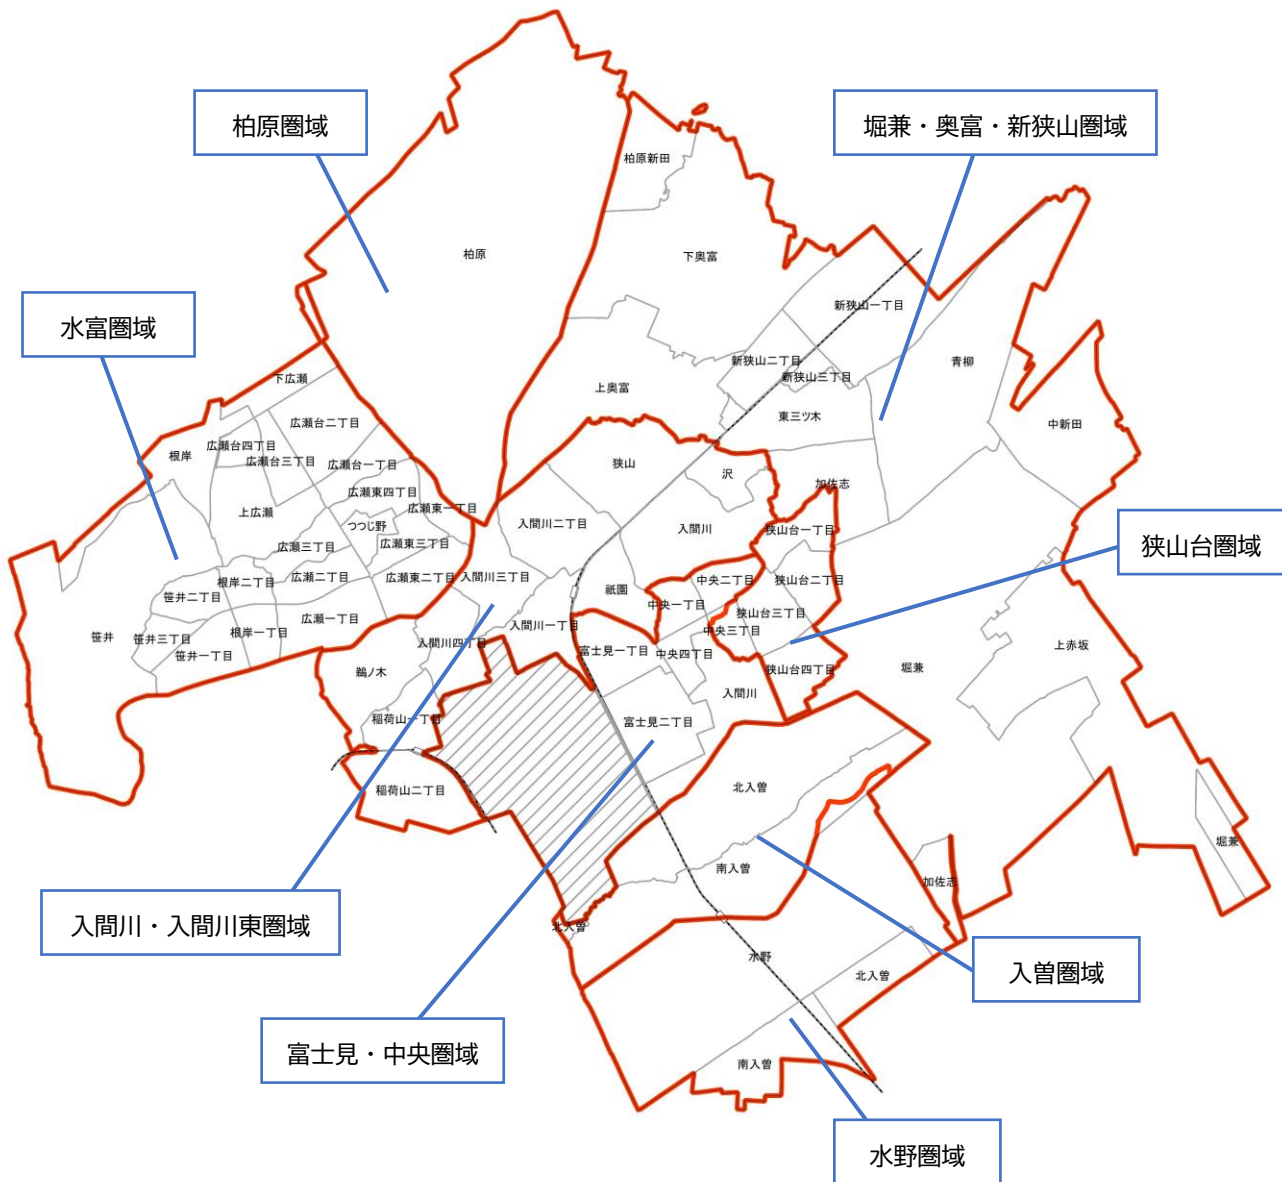 柏原圏域
堀兼・奥富・新狭山圏域
柏原新田
柏原
下奥富
新狭山一丁目
水富圏域
新狭山二丁目
新狭山三丁目
青柳
下広瀬
上奥富
東三ツ木
中新田
広瀬台二丁目
広瀬台四丁目
根岸
広瀬台三丁目
広瀬台一丁目
狭山
沢
加佐志
広瀬東四丁目
広瀬東一丁目
上広瀬
つつじ野
入間川二丁目
入間川
狭山台一丁目
広瀬三丁目
広瀬東三丁目
狭山台圏域
根岸二丁目
広瀬二丁目
広瀬東二丁目
入間川三丁目
祇園
中央二丁目
狭山台二丁目
笹井二丁目
中央一丁目
狭山台三丁目
笹井
笹井三丁目
根岸一丁目
広瀬一丁目
入間川一丁目
中央三丁目
笹井一丁目
入間川四丁目
富士見一丁目
中央四丁目
狭山台四丁目
堀兼
上赤坂
鵜ノ木
入間川
稲荷山一丁目
富士見二丁目
稲荷山二丁目
北入曽
堀兼
南入曽
加佐志
入間川・入間川東圏域
北入曽
水野
北入曽
入曽圏域
富士見・中央圏域
南入曽
水野圏域